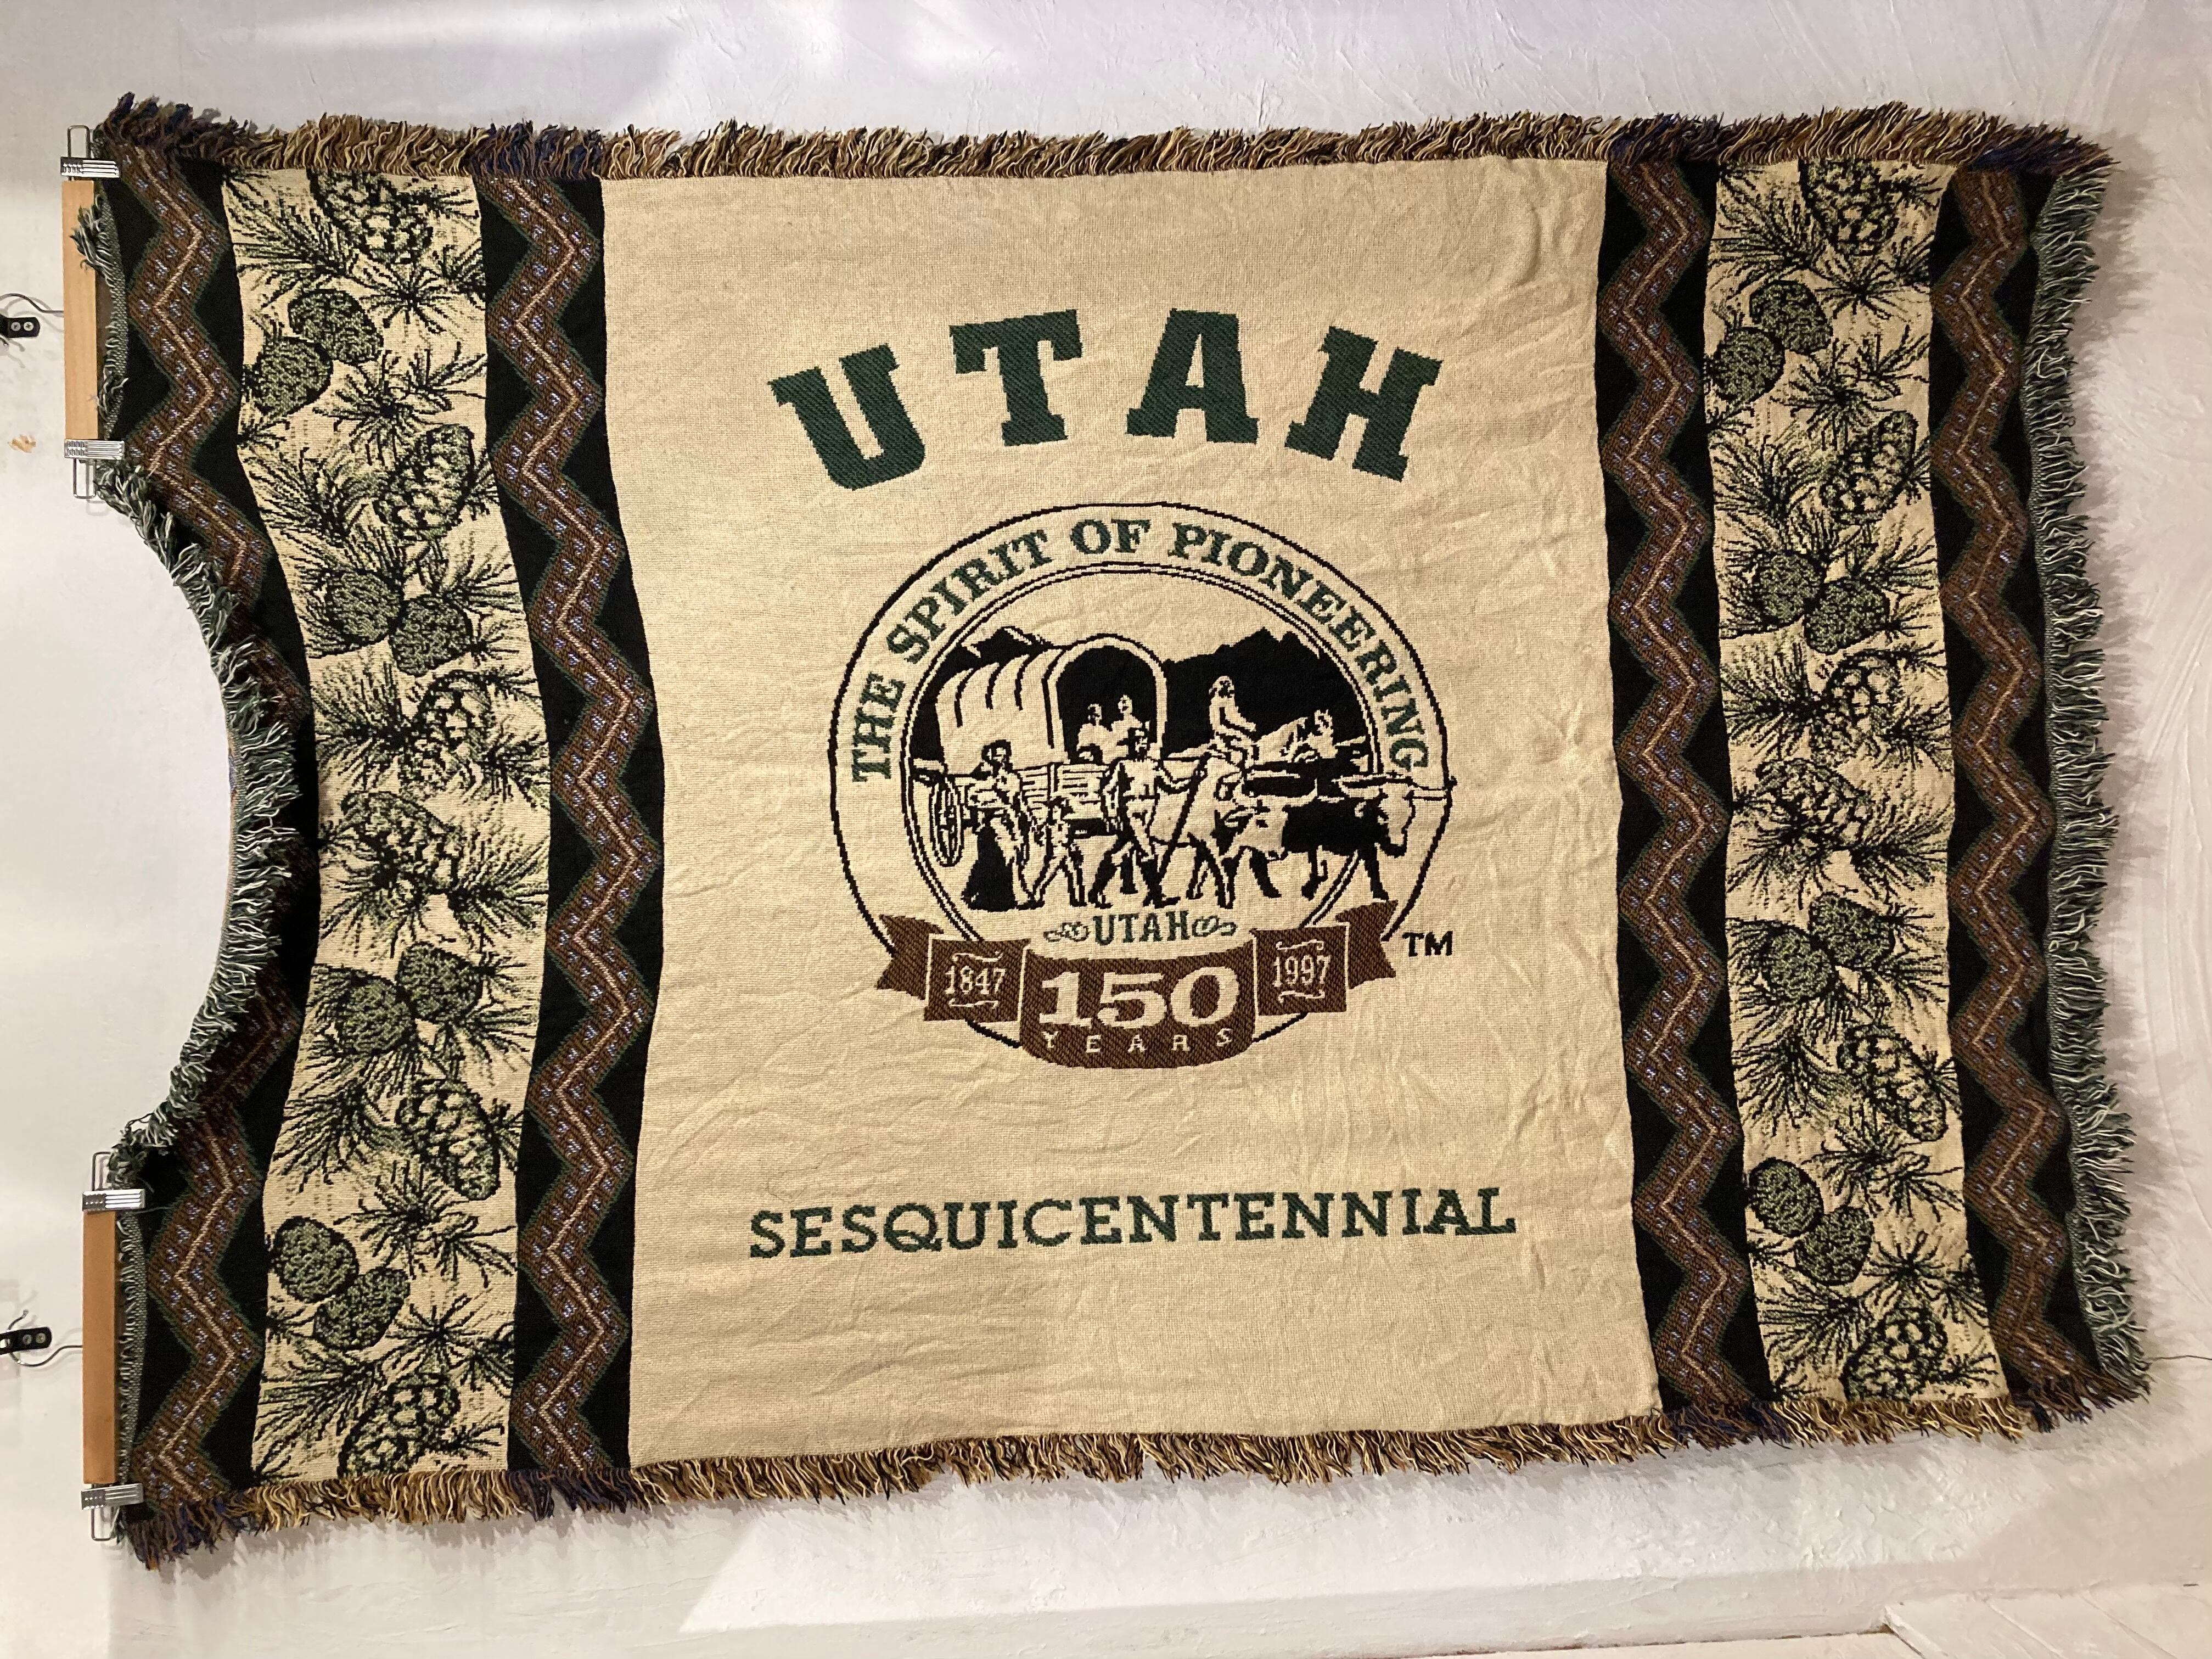 UTAH
THE SPIRIT OF PIONEERING
UTAH
TM
1847 150 1997
YEARS
SESQUICENTENNIAL